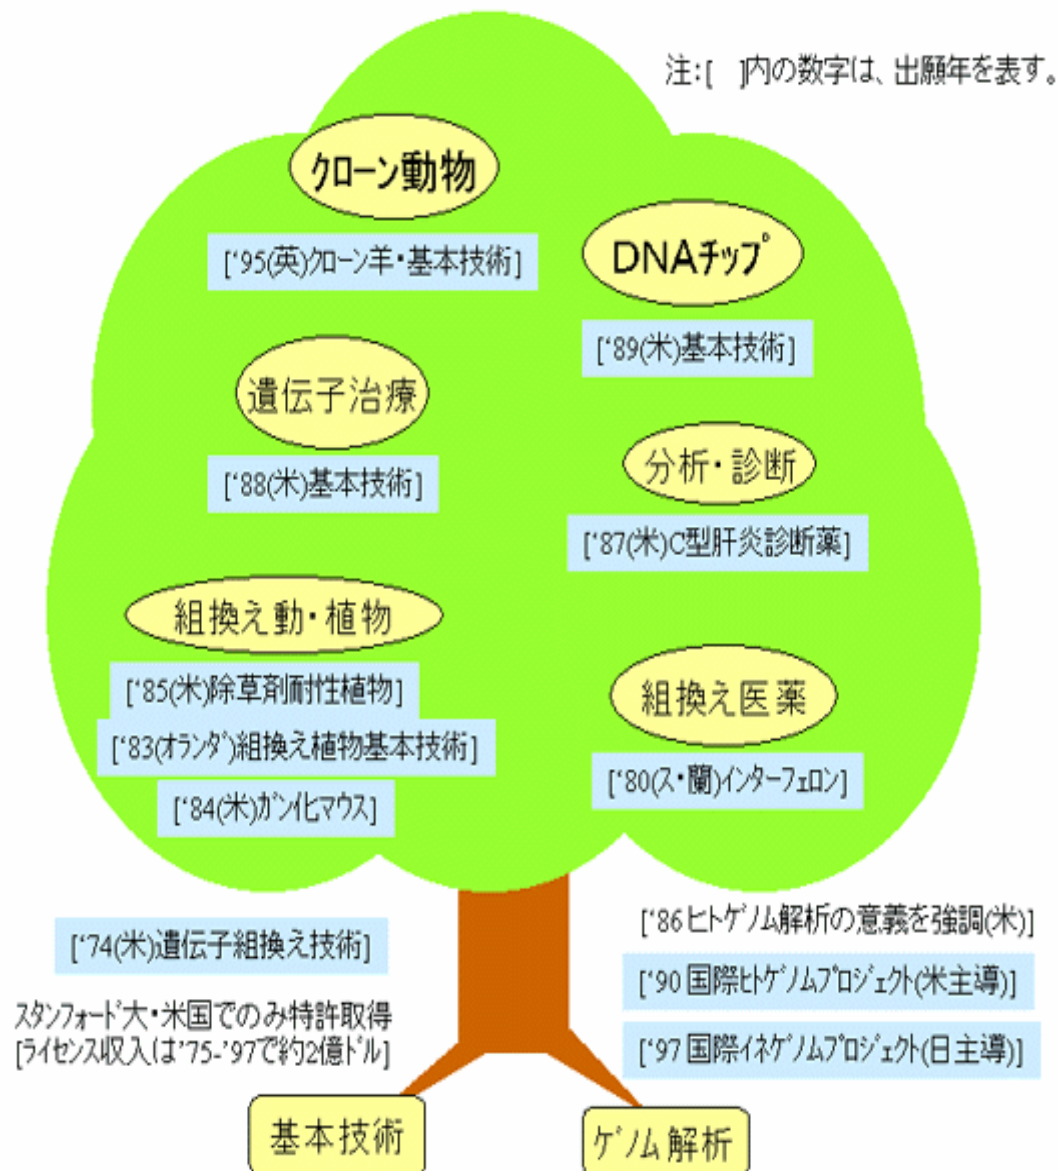 注:[　]内の数字は、出願年を表す。
クローン動物
[‘95(英)クローン羊・基本技術]
DNAチップ
[‘89(米)基本技術]
遺伝子治療
[‘88(米)基本技術]
分析・診断
[‘87(米)C型肝炎診断薬]
組換え動・植物
[‘85(米)除草剤耐性植物]
[‘83(オランダ)組換え植物基本技術]
[‘84(米)ガン化マウス]
組換え医薬
[‘80(ス・蘭)インターフェロン]
[‘74(米)遺伝子組換え技術]
スタンフォード大・米国でのみ特許取得
[ライセンス収入は’75-’97で約2億ドル]
[‘86ヒトゲノム解析の意義を強調(米)]
[‘90国際ヒトゲノムプロジェクト(米主導)]
[‘97国際イネゲノムプロジェクト(日主導)]
基本技術
ゲノム解析